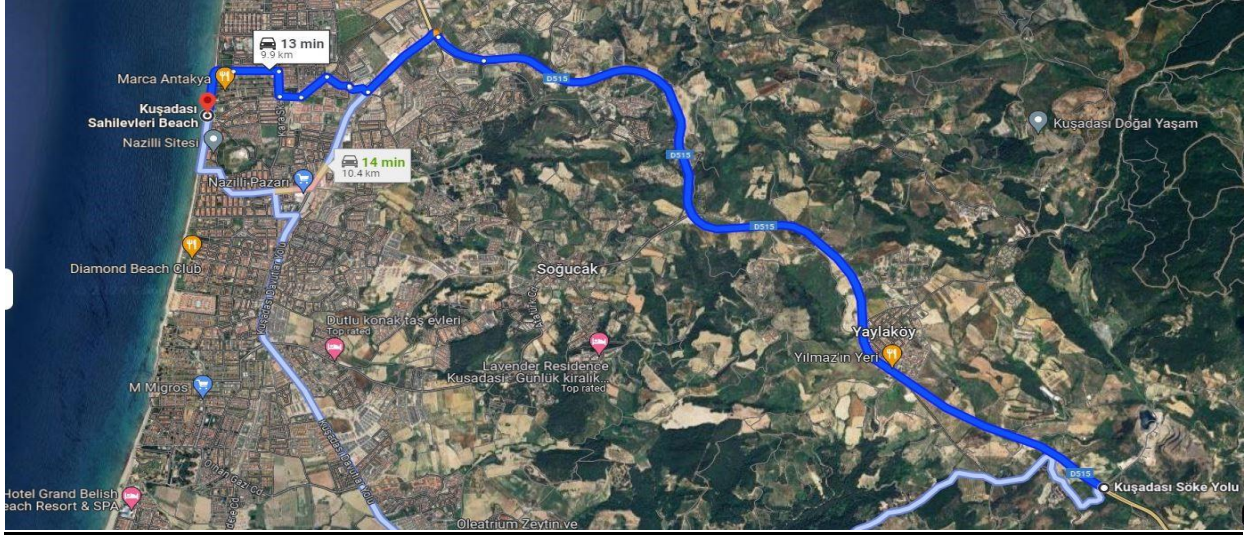 13 min
9.9 km
Marca Antakya
Kuşadası
Sahilevleri Beach
Nazilli Sitesi
14 min
10.4 km
Nazilli Pazarı
Diamond Beach Club
D515
D515
D515
Kuşadası Doğal Yaşam
Soğucak
Dutlu konak taş evleri
Top rated
Lavender Residence
Kusadasi- Günlük kiralık...
Top rated
M Migros
Yaylaköy
Yılmaz'ın Yeri
D515
Kuşadası Söke Yolu
Hotel Grand Belish
each Resort & SPA
Oleatrium Zeytin ve